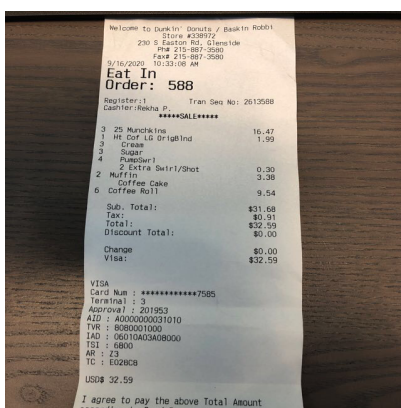 Welcome to Dunkin' Donuts / Baskin Robbi
Store #338972
230 S Easton Rd, Glenside
Ph# 215-887-3580
Fax# 215-887-3580
9/16/2020 10:33:08 AM
Eat In
Order: 588
Register:1 Tran Seq No: 2613588
Cashier:Rekha P.
*****SALE*****
3 25 Munchkins 16.47
1 Ht Cof LG OrigBlnd 1.99
3 Cream
3 Sugar
4 PumpSwrl
2 Extra Swirl/Shot 0.30
2 Muffin 3.38
Coffee Cake
6 Coffee Roll 9.54
Sub. Total: $31.68
Tax: $0.91
Total: $32.59
Discount Total: $0.00
Change $0.00
Visa: $32.59
VISA
Card Num : ************7585
Terminal : 3
Approval : 201953
AID : A0000000031010
TVR : 8080001000
IAD : 06010A03A08000
TSI : 6800
AR : Z3
TC : E028C8
USD$ 32.59
I agree to pay the above Total Amount